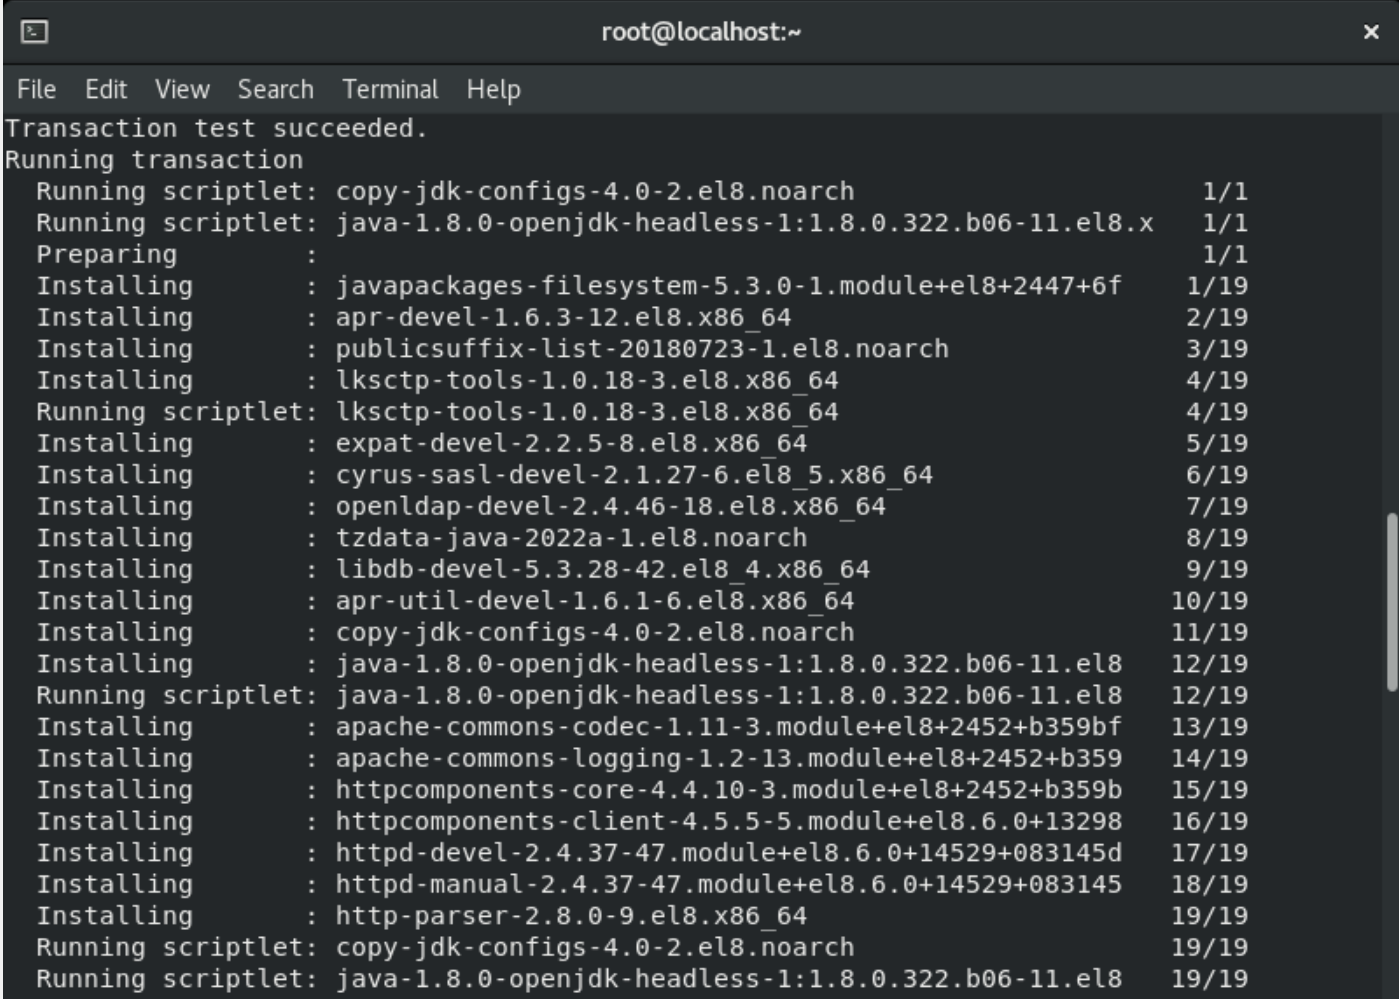 root@localhost:~
File Edit View Search Terminal Help
Transaction test succeeded.
Running transaction
  Running scriptlet: copy-jdk-configs-4.0-2.el8.noarch                      1/1
  Running scriptlet: java-1.8.0-openjdk-headless-1:1.8.0.322.b06-11.el8.x   1/1
  Preparing        :                                                        1/1
  Installing       : javapackages-filesystem-5.3.0-1.module+el8+2447+6f    1/19
  Installing       : apr-devel-1.6.3-12.el8.x86_64                         2/19
  Installing       : publicsuffix-list-20180723-1.el8.noarch               3/19
  Installing       : lksctp-tools-1.0.18-3.el8.x86_64                      4/19
  Running scriptlet: lksctp-tools-1.0.18-3.el8.x86_64                      4/19
  Installing       : expat-devel-2.2.5-8.el8.x86_64                        5/19
  Installing       : cyrus-sasl-devel-2.1.27-6.el8_5.x86_64                6/19
  Installing       : openldap-devel-2.4.46-18.el8.x86_64                   7/19
  Installing       : tzdata-java-2022a-1.el8.noarch                        8/19
  Installing       : libdb-devel-5.3.28-42.el8_4.x86_64                    9/19
  Installing       : apr-util-devel-1.6.1-6.el8.x86_64                    10/19
  Installing       : copy-jdk-configs-4.0-2.el8.noarch                    11/19
  Installing       : java-1.8.0-openjdk-headless-1:1.8.0.322.b06-11.el8   12/19
  Running scriptlet: java-1.8.0-openjdk-headless-1:1.8.0.322.b06-11.el8   12/19
  Installing       : apache-commons-codec-1.11-3.module+el8+2452+b359bf   13/19
  Installing       : apache-commons-logging-1.2-13.module+el8+2452+b359   14/19
  Installing       : httpcomponents-core-4.4.10-3.module+el8+2452+b359b   15/19
  Installing       : httpcomponents-client-4.5.5-5.module+el8.6.0+13298   16/19
  Installing       : httpd-devel-2.4.37-47.module+el8.6.0+14529+083145d   17/19
  Installing       : httpd-manual-2.4.37-47.module+el8.6.0+14529+083145   18/19
  Installing       : http-parser-2.8.0-9.el8.x86_64                       19/19
  Running scriptlet: copy-jdk-configs-4.0-2.el8.noarch                    19/19
  Running scriptlet: java-1.8.0-openjdk-headless-1:1.8.0.322.b06-11.el8   19/19